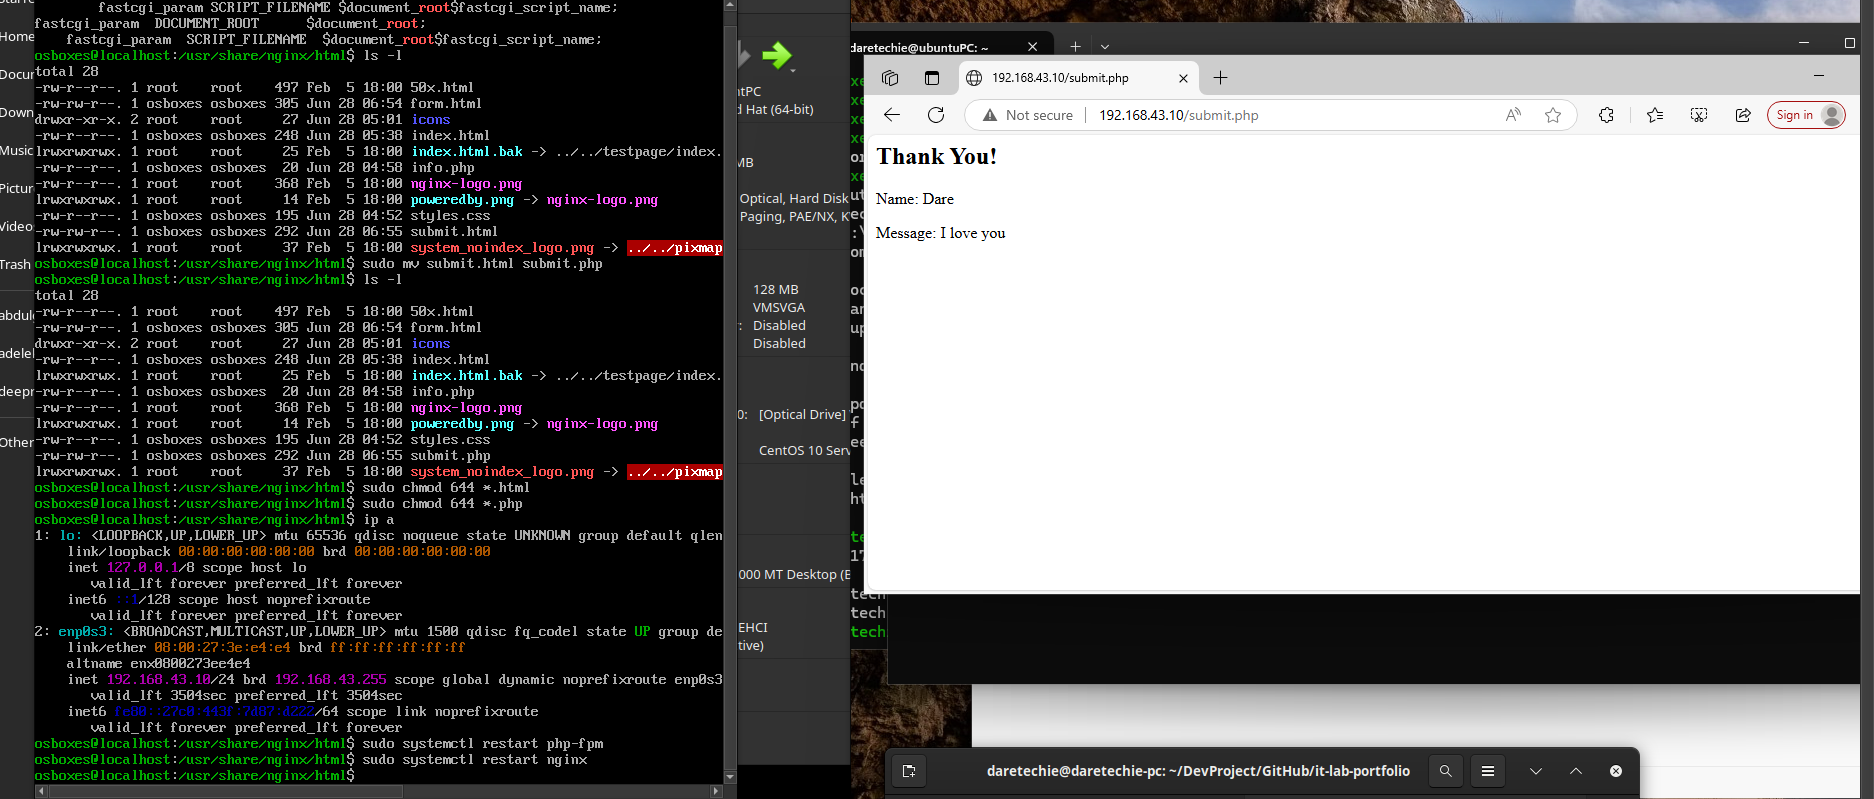 fastcgi_param SCRIPT_FILENAME $document_root$fastcgi_script_name;
fastcgi_param  DOCUMENT_ROOT      $document_root;
fastcgi_param  SCRIPT_FILENAME  $document_root$fastcgi_script_name;
osboxes@localhost:/usr/share/nginx/html$ ls -l
total 28
-rw-r--r--. 1 root    root    497 Feb  5 18:00 50x.html
-rw-rw-r--. 1 osboxes osboxes 305 Jun 28 06:54 form.html
drwxr-xr-x. 2 root    root     27 Jun 28 05:01 icons
-rw-rw-r--. 1 osboxes osboxes 248 Jun 28 05:38 index.html
lrwxrwxrwx. 1 root    root     25 Feb  5 18:00 index.html.bak -> ../../testpage/index.
-rw-rw-r--. 1 osboxes osboxes  20 Jun 28 04:58 info.php
-rw-r--r--. 1 root    root    368 Feb  5 18:00 nginx-logo.png
lrwxrwxrwx. 1 root    root     14 Feb  5 18:00 poweredby.png -> nginx-logo.png
-rw-rw-r--. 1 osboxes osboxes 195 Jun 28 04:52 styles.css
-rw-rw-r--. 1 osboxes osboxes 292 Jun 28 06:55 submit.html
lrwxrwxrwx. 1 root    root     37 Feb  5 18:00 system_noindex_logo.png -> ../../pixmap
osboxes@localhost:/usr/share/nginx/html$ sudo mv submit.html submit.php
osboxes@localhost:/usr/share/nginx/html$ ls -l
total 28
-rw-r--r--. 1 root    root    497 Feb  5 18:00 50x.html
-rw-rw-r--. 1 osboxes osboxes 305 Jun 28 06:54 form.html
drwxr-xr-x. 2 root    root     27 Jun 28 05:01 icons
-rw-rw-r--. 1 osboxes osboxes 248 Jun 28 05:38 index.html
lrwxrwxrwx. 1 root    root     25 Feb  5 18:00 index.html.bak -> ../../testpage/index.
-rw-rw-r--. 1 osboxes osboxes  20 Jun 28 04:58 info.php
-rw-r--r--. 1 root    root    368 Feb  5 18:00 nginx-logo.png
lrwxrwxrwx. 1 root    root     14 Feb  5 18:00 poweredby.png -> nginx-logo.png
-rw-rw-r--. 1 osboxes osboxes 195 Jun 28 04:52 styles.css
-rw-rw-r--. 1 osboxes osboxes 292 Jun 28 06:55 submit.php
lrwxrwxrwx. 1 root    root     37 Feb  5 18:00 system_noindex_logo.png -> ../../pixmap
osboxes@localhost:/usr/share/nginx/html$ sudo chmod 644 *.html
osboxes@localhost:/usr/share/nginx/html$ sudo chmod 644 *.php
osboxes@localhost:/usr/share/nginx/html$ ip a
1: lo: <LOOPBACK,UP,LOWER_UP> mtu 65536 qdisc noqueue state UNKNOWN group default qlen
link/loopback 00:00:00:00:00:00 brd 00:00:00:00:00:00
inet 127.0.0.1/8 scope host lo
valid_lft forever preferred_lft forever
inet6 ::1/128 scope host noprefixroute
valid_lft forever preferred_lft forever
2: enp0s3: <BROADCAST,MULTICAST,UP,LOWER_UP> mtu 1500 qdisc fq_codel state UP group de
link/ether 08:00:27:3e:e4:e4 brd ff:ff:ff:ff:ff:ff
altname enx0800273ee4e4
inet 192.168.43.10/24 brd 192.168.43.255 scope global dynamic noprefixroute enp0s3
valid_lft 3504sec preferred_lft 3504sec
inet6 fe80::27e0:443f:7d87:d222/64 scope link noprefixroute
valid_lft forever preferred_lft forever
osboxes@localhost:/usr/share/nginx/html$ sudo systemctl restart php-fpm
osboxes@localhost:/usr/share/nginx/html$ sudo systemctl restart nginx
osboxes@localhost:/usr/share/nginx/html$
Home
Docu
Down
Music
Pictur
Video
Trash
abdul
adelel
deepr
Other
ntPC
d Hat (64-bit)
MB
Optical, Hard Disk
Paging, PAE/NX, K
128 MB
VMSVGA
Disabled
Disabled
0: [Optical Drive]
CentOS 10 Serv
000 MT Desktop (E
EHCI
tive)
daretechie@ubuntuPC: ~
192.168.43.10/submit.php
Not secure
192.168.43.10/submit.php
Sign in
Thank You!
Name: Dare
Message: I love you
tech
tech
tech
daretechie@daretechie-pc: ~/DevProject/GitHub/it-lab-portfolio